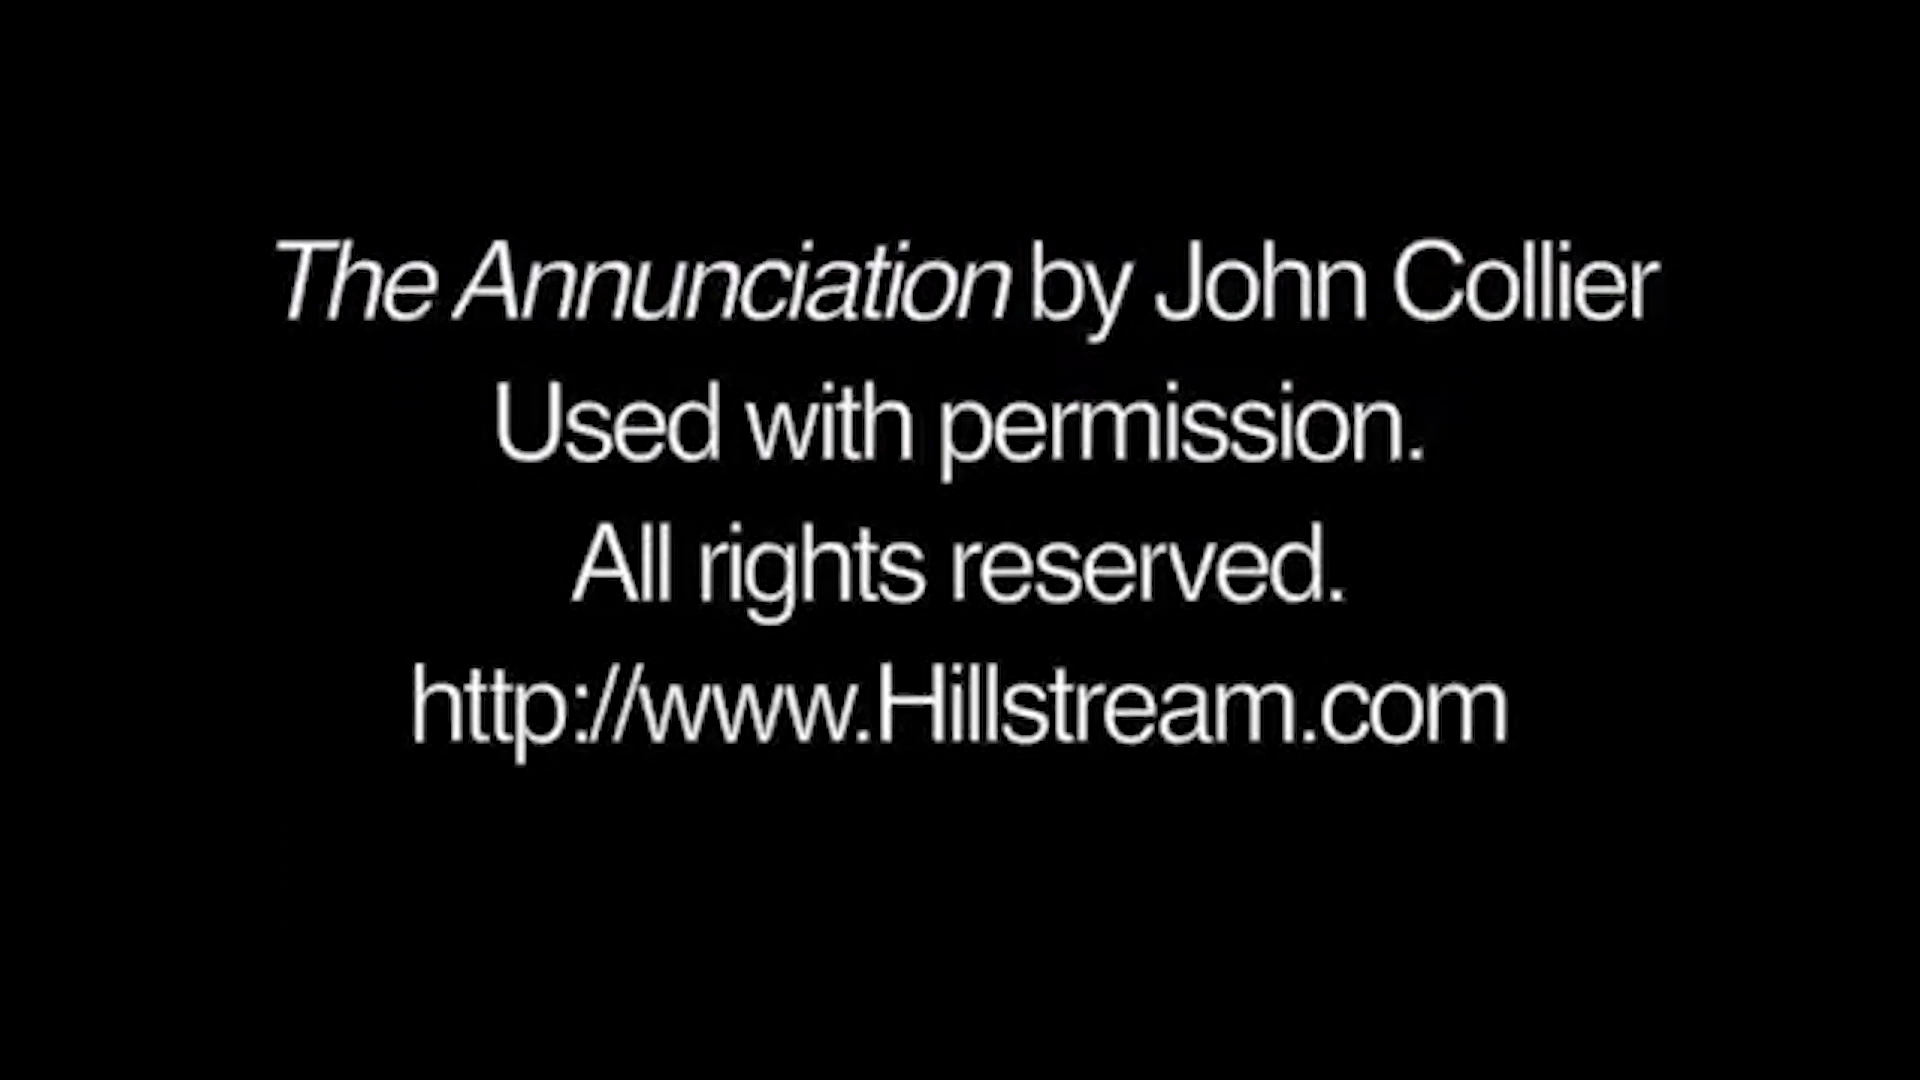 The Annunciation by John Collier
Used with permission.
All rights reserved.
http://www.Hillstream.com